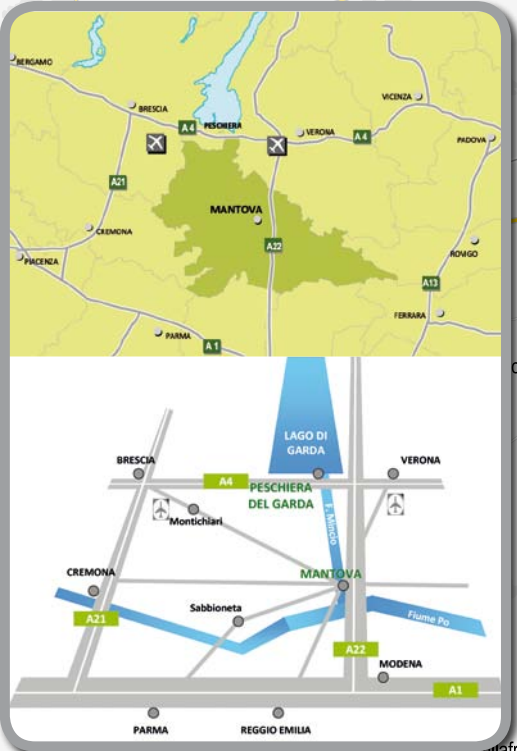 BERGAMO
BRESCIA
A4
PESCHIERA
VERONA
A4
VICENZA
PADOVA
A21
MANTOVA
CREMONA
A22
PIACENZA
ROVIGO
A13
FERRARA
PARMA
A1
LAGO DI
GARDA
BRESCIA
VERONA
A4
PESCHIERA
DEL GARDA
F. Mincio
Montichiari
CREMONA
MANTOVA
Sabbioneta
A21
Fiume Po
A22
MODENA
A1
PARMA
REGGIO EMILIA